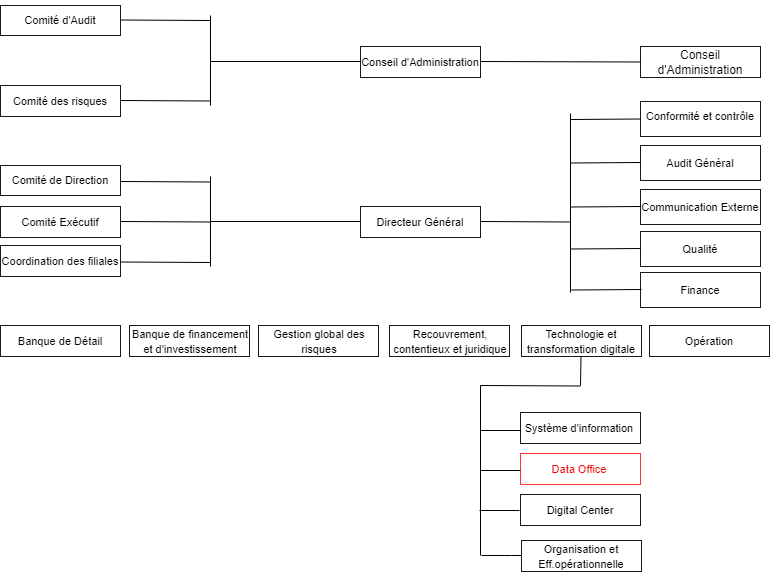 Comité d'Audit
Conseil d'Administration
Conseil
d'Administration
Comité des risques
Conformité et contrôle
Audit Général
Comité de Direction
Communication Externe
Comité Exécutif
Directeur Général
Qualité
Coordination des filiales
Finance
Banque de Détail
Banque de financement
et d'investissement
Gestion global des
risques
Recouvrement,
contentieux et juridique
Technologie et
transformation digitale
Opération
Système d'information
Data Office
Digital Center
Organisation et
Eff.opérationnelle